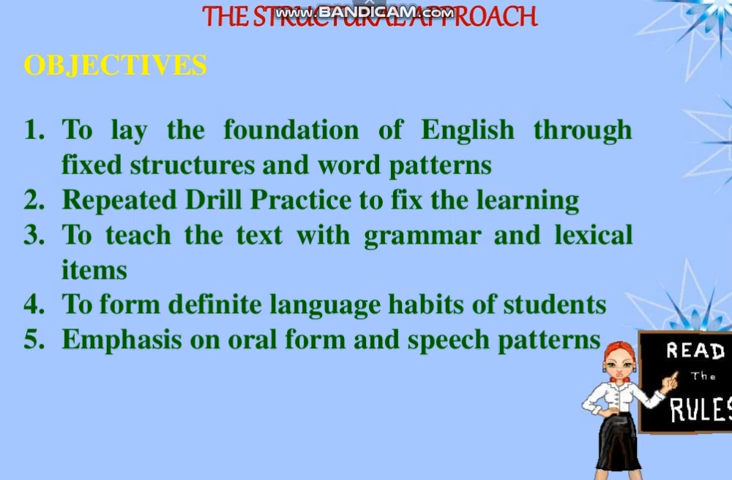 THE STRUCTURAL APPROACH
www.BANDICAM.com
OBJECTIVES
1. To lay the foundation of English through
fixed structures and word patterns
2. Repeated Drill Practice to fix the learning
3. To teach the text with grammar and lexical
items
4. To form definite language habits of students
5. Emphasis on oral form and speech patterns
READ
The
RULES